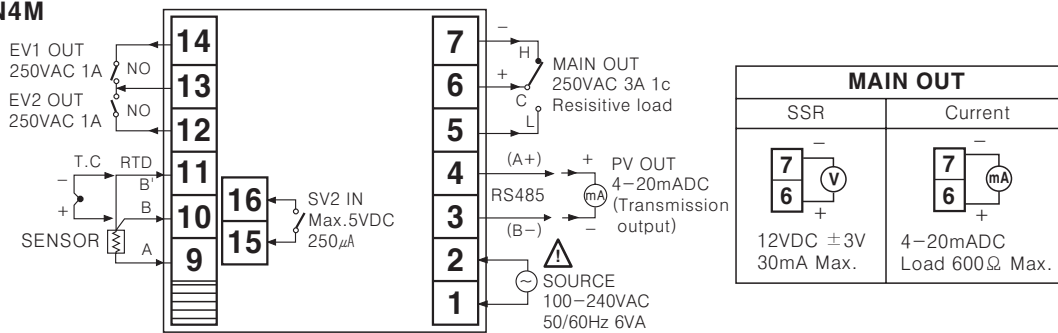 N4M
EV1 OUT
250VAC 1A
NO
EV2 OUT
250VAC 1A
NO
T.C
RTD
−
+
B'
B
A
SENSOR
14
13
12
11
10
9
16
15
SV2 IN
Max.5VDC
250㎂
7
6
5
4
3
2
1
−
H
+
C
L
MAIN OUT
250VAC 3A 1c
Resisitive load
(A+)
RS485
(B−)
+
mA
−
PV OUT
4−20mADC
(Transmission
output)
SOURCE
100−240VAC
50/60Hz 6VA
MAIN OUT
SSR
Current
7
6
−
V
+
12VDC ±3V
30mA Max.
7
6
−
mA
+
4−20mADC
Load 600Ω Max.